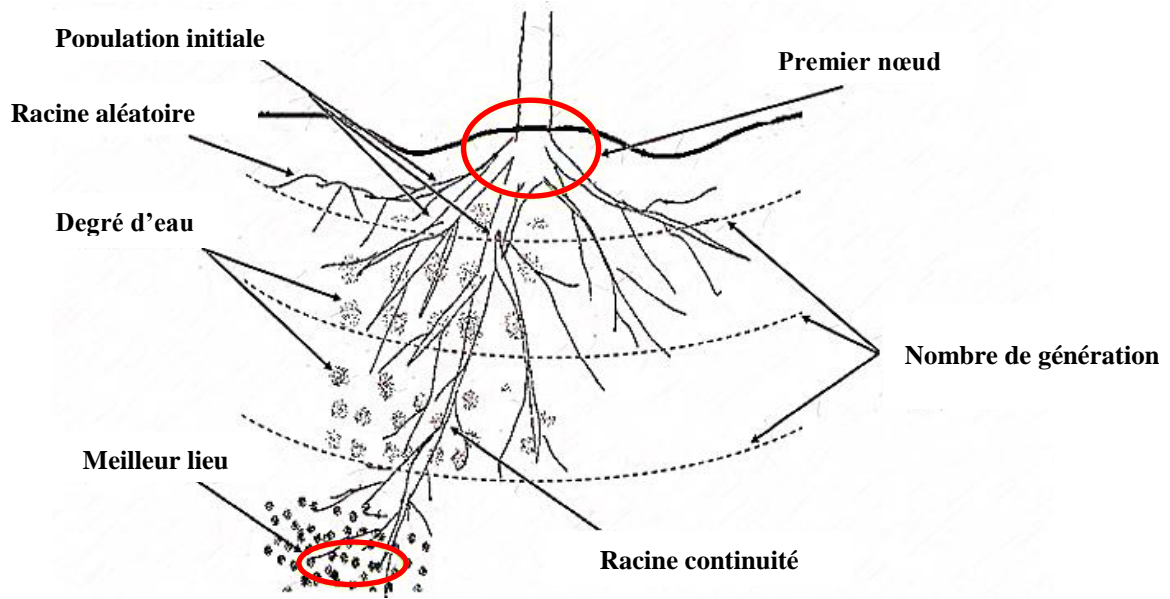 Population initiale
Premier nœud
Racine aléatoire
Degré d’eau
Nombre de génération
Meilleur lieu
Racine continuité